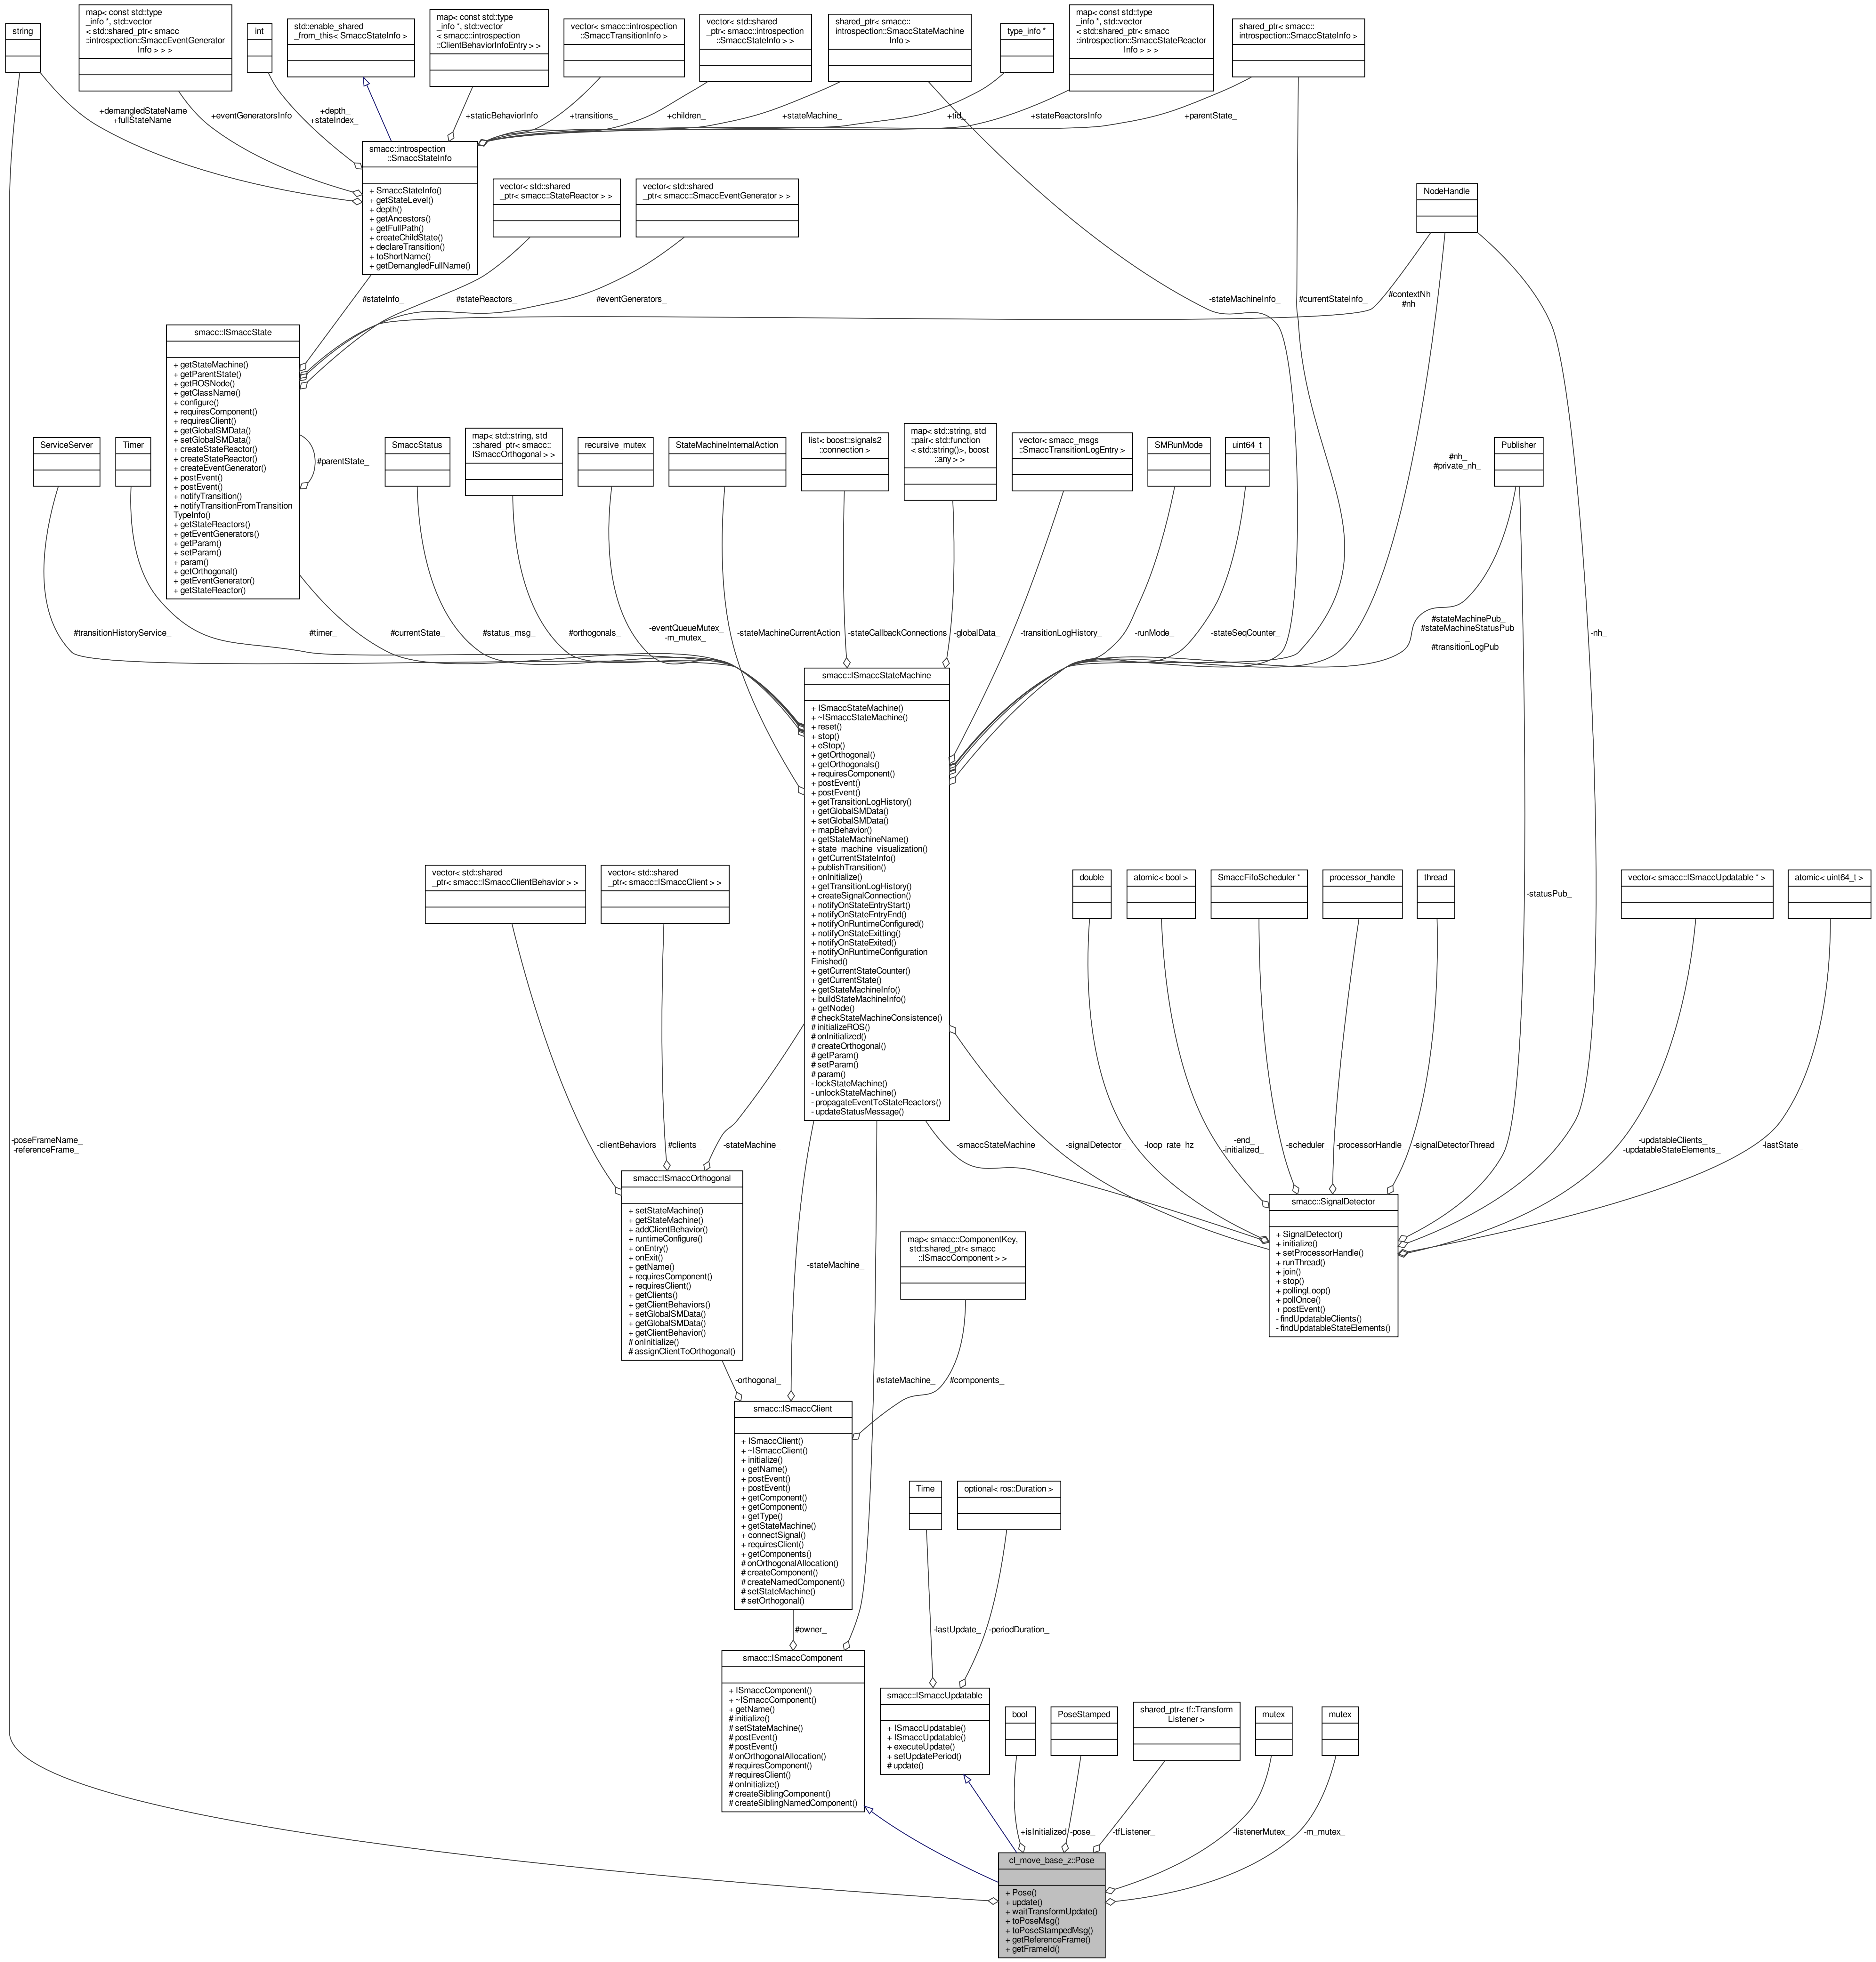 string
map< const std::type
_info *, std::vector
< std::shared_ptr< smacc
::introspection::SmaccEventGenerator
Info > > >
int
std::enable_shared
_from_this< SmaccStateInfo >
map< const std::type
_info *, std::vector
< smacc::introspection
::ClientBehaviorInfoEntry > >
vector< smacc::introspection
::SmaccTransitionInfo >
vector< std::shared
_ptr< smacc::introspection
::SmaccStateInfo > >
shared_ptr< smacc::
introspection::SmaccStateMachine
Info >
type_info *
map< const std::type
_info *, std::vector
< std::shared_ptr< smacc
::introspection::SmaccStateReactor
Info > > >
shared_ptr< smacc::
introspection::SmaccStateInfo >
+demangledStateName
+fullStateName
+eventGeneratorsInfo
+depth_
+stateIndex_
+staticBehaviorInfo
+transitions_
+children_
+stateMachine_
+tid_
+stateReactorsInfo
+parentState_
smacc::introspection
::SmaccStateInfo
+ SmaccStateInfo()
+ getStateLevel()
+ depth()
+ getAncestors()
+ getFullPath()
+ createChildState()
+ declareTransition()
+ toShortName()
+ getDemangledFullName()
vector< std::shared
_ptr< smacc::StateReactor > >
vector< std::shared
_ptr< smacc::SmaccEventGenerator > >
NodeHandle
#stateInfo_
#stateReactors_
#eventGenerators_
-stateMachineInfo_
#currentStateInfo_
#contextNh
#nh
smacc::ISmaccState
+ getStateMachine()
+ getParentState()
+ getROSNode()
+ getClassName()
+ configure()
+ requiresComponent()
+ requiresClient()
+ getGlobalSMData()
+ setGlobalSMData()
+ createStateReactor()
+ createStateReactor()
+ createEventGenerator()
+ postEvent()
+ postEvent()
+ notifyTransition()
+ notifyTransitionFromTransition
TypeInfo()
+ getStateReactors()
+ getEventGenerators()
+ getParam()
+ setParam()
+ param()
+ getOrthogonal()
+ getEventGenerator()
+ getStateReactor()
#parentState_
ServiceServer
Timer
SmaccStatus
map< std::string, std
::shared_ptr< smacc::
ISmaccOrthogonal > >
recursive_mutex
StateMachineInternalAction
list< boost::signals2
::connection >
map< std::string, std
::pair< std::function
< std::string()>, boost
::any > >
vector< smacc_msgs
::SmaccTransitionLogEntry >
SMRunMode
uint64_t
Publisher
#nh_
#private_nh_
#transitionHistoryService_
#timer_
#currentState_
#status_msg_
#orthogonals_
-eventQueueMutex_
-m_mutex_
-stateMachineCurrentAction
-stateCallbackConnections
-globalData_
-transitionLogHistory_
-runMode_
-stateSeqCounter_
#stateMachinePub_
#stateMachineStatusPub
_
#transitionLogPub_
-nh_
smacc::ISmaccStateMachine
+ ISmaccStateMachine()
+ ~ISmaccStateMachine()
+ reset()
+ stop()
+ eStop()
+ getOrthogonal()
+ getOrthogonals()
+ requiresComponent()
+ postEvent()
+ postEvent()
+ getTransitionLogHistory()
+ getGlobalSMData()
+ setGlobalSMData()
+ mapBehavior()
+ getStateMachineName()
+ state_machine_visualization()
+ getCurrentStateInfo()
+ publishTransition()
+ onInitialize()
+ getTransitionLogHistory()
+ createSignalConnection()
+ notifyOnStateEntryStart()
+ notifyOnStateEntryEnd()
+ notifyOnRuntimeConfigured()
+ notifyOnStateExitting()
+ notifyOnStateExited()
+ notifyOnRuntimeConfiguration
Finished()
+ getCurrentStateCounter()
+ getCurrentState()
+ getStateMachineInfo()
+ buildStateMachineInfo()
+ getNode()
# checkStateMachineConsistence()
# initializeROS()
# onInitialized()
# createOrthogonal()
# getParam()
# setParam()
# param()
- lockStateMachine()
- unlockStateMachine()
- propagateEventToStateReactors()
- updateStatusMessage()
vector< std::shared
_ptr< smacc::ISmaccClientBehavior > >
vector< std::shared
_ptr< smacc::ISmaccClient > >
double
atomic< bool >
SmaccFifoScheduler *
processor_handle
thread
-statusPub_
vector< smacc::ISmaccUpdatable * >
atomic< uint64_t >
-poseFrameName_
-referenceFrame_
-clientBehaviors_
#clients_
-stateMachine_
-smaccStateMachine_
-signalDetector_
-loop_rate_hz
-end_
-initialized_
-scheduler_
-processorHandle_
-signalDetectorThread_
-updatableClients_
-updatableStateElements_
-lastState_
smacc::ISmaccOrthogonal
+ setStateMachine()
+ getStateMachine()
+ addClientBehavior()
+ runtimeConfigure()
+ onEntry()
+ onExit()
+ getName()
+ requiresComponent()
+ requiresClient()
+ getClients()
+ getClientBehaviors()
+ setGlobalSMData()
+ getGlobalSMData()
+ getClientBehavior()
# onInitialize()
# assignClientToOrthogonal()
smacc::SignalDetector
+ SignalDetector()
+ initialize()
+ setProcessorHandle()
+ runThread()
+ join()
+ stop()
+ pollingLoop()
+ pollOnce()
+ postEvent()
- findUpdatableClients()
- findUpdatableStateElements()
map< smacc::ComponentKey,
std::shared_ptr< smacc
::ISmaccComponent > >
-stateMachine_
-orthogonal_
#stateMachine_
#components_
smacc::ISmaccClient
+ ISmaccClient()
+ ~ISmaccClient()
+ initialize()
+ getName()
+ postEvent()
+ postEvent()
+ getComponent()
+ getComponent()
+ getType()
+ getStateMachine()
+ connectSignal()
+ requiresClient()
+ getComponents()
# onOrthogonalAllocation()
# createComponent()
# createNamedComponent()
# setStateMachine()
# setOrthogonal()
Time
optional< ros::Duration >
#owner_
-lastUpdate_
-periodDuration_
smacc::ISmaccComponent
+ ISmaccComponent()
+ ~ISmaccComponent()
+ getName()
# initialize()
# setStateMachine()
# postEvent()
# postEvent()
# onOrthogonalAllocation()
# requiresComponent()
# requiresClient()
# onInitialize()
# createSiblingComponent()
# createSiblingNamedComponent()
smacc::ISmaccUpdatable
+ ISmaccUpdatable()
+ ISmaccUpdatable()
+ executeUpdate()
+ setUpdatePeriod()
# update()
bool
PoseStamped
shared_ptr< tf::Transform
Listener >
mutex
mutex
+isInitialized
-pose_
-tfListener_
-listenerMutex_
-m_mutex_
cl_move_base_z::Pose
+ Pose()
+ update()
+ waitTransformUpdate()
+ toPoseMsg()
+ toPoseStampedMsg()
+ getReferenceFrame()
+ getFrameId()